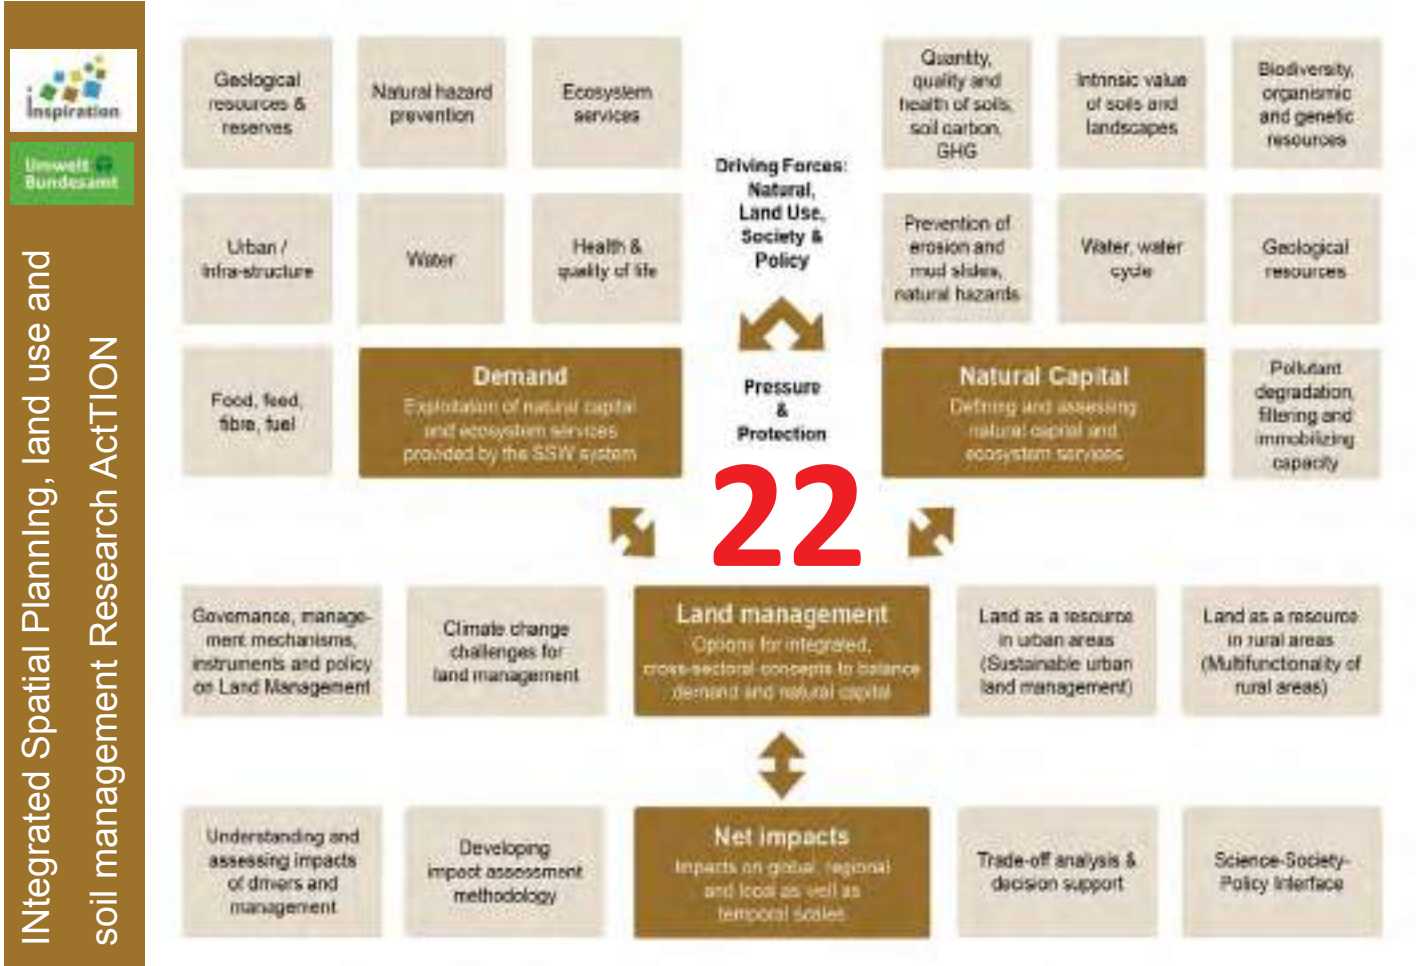 INtegrated Spatial PlannIng, land use and
soil management Research ActTION
Inspiration
Umwelt
Bundesamt
Geological
resources &
reserves
Natural hazard
prevention
Ecosystem
services
Urban /
Infra-structure
Water
Health &
quality of life
Food, feed,
fibre, fuel
Demand
Exploitation of natural capital
and ecosystem services
provided by the SSW system
Driving Forces:
Natural,
Land Use,
Society &
Policy
Pressure
&
Protection
22
Quantity,
quality and
health of soils,
soil carbon,
GHG
Intrinsic value
of soils and
landscapes
Biodiversity,
organismic
and genetic
resources
Prevention of
erosion and
mud slides,
natural hazards
Water, water
cycle
Geological
resources
Natural Capital
Defining and assessing
natural capital and
ecosystem services
Pollutant
degradation,
filtering and
immobilizing
capacity
Governance, manage-
ment mechanisms,
instruments and policy
on Land Management
Climate change
challenges for
land management
Land management
Options for integrated,
cross-sectoral concepts to balance
demand and natural capital
Land as a resource
in urban areas
(Sustainable urban
land management)
Land as a resource
in rural areas
(Multifunctionality of
rural areas)
Understanding and
assessing impacts
of drivers and
management
Developing
impact assessment
methodology
Net impacts
Impacts on global, regional
and local as well as
temporal scales
Trade-off analysis &
decision support
Science-Society-
Policy Interface